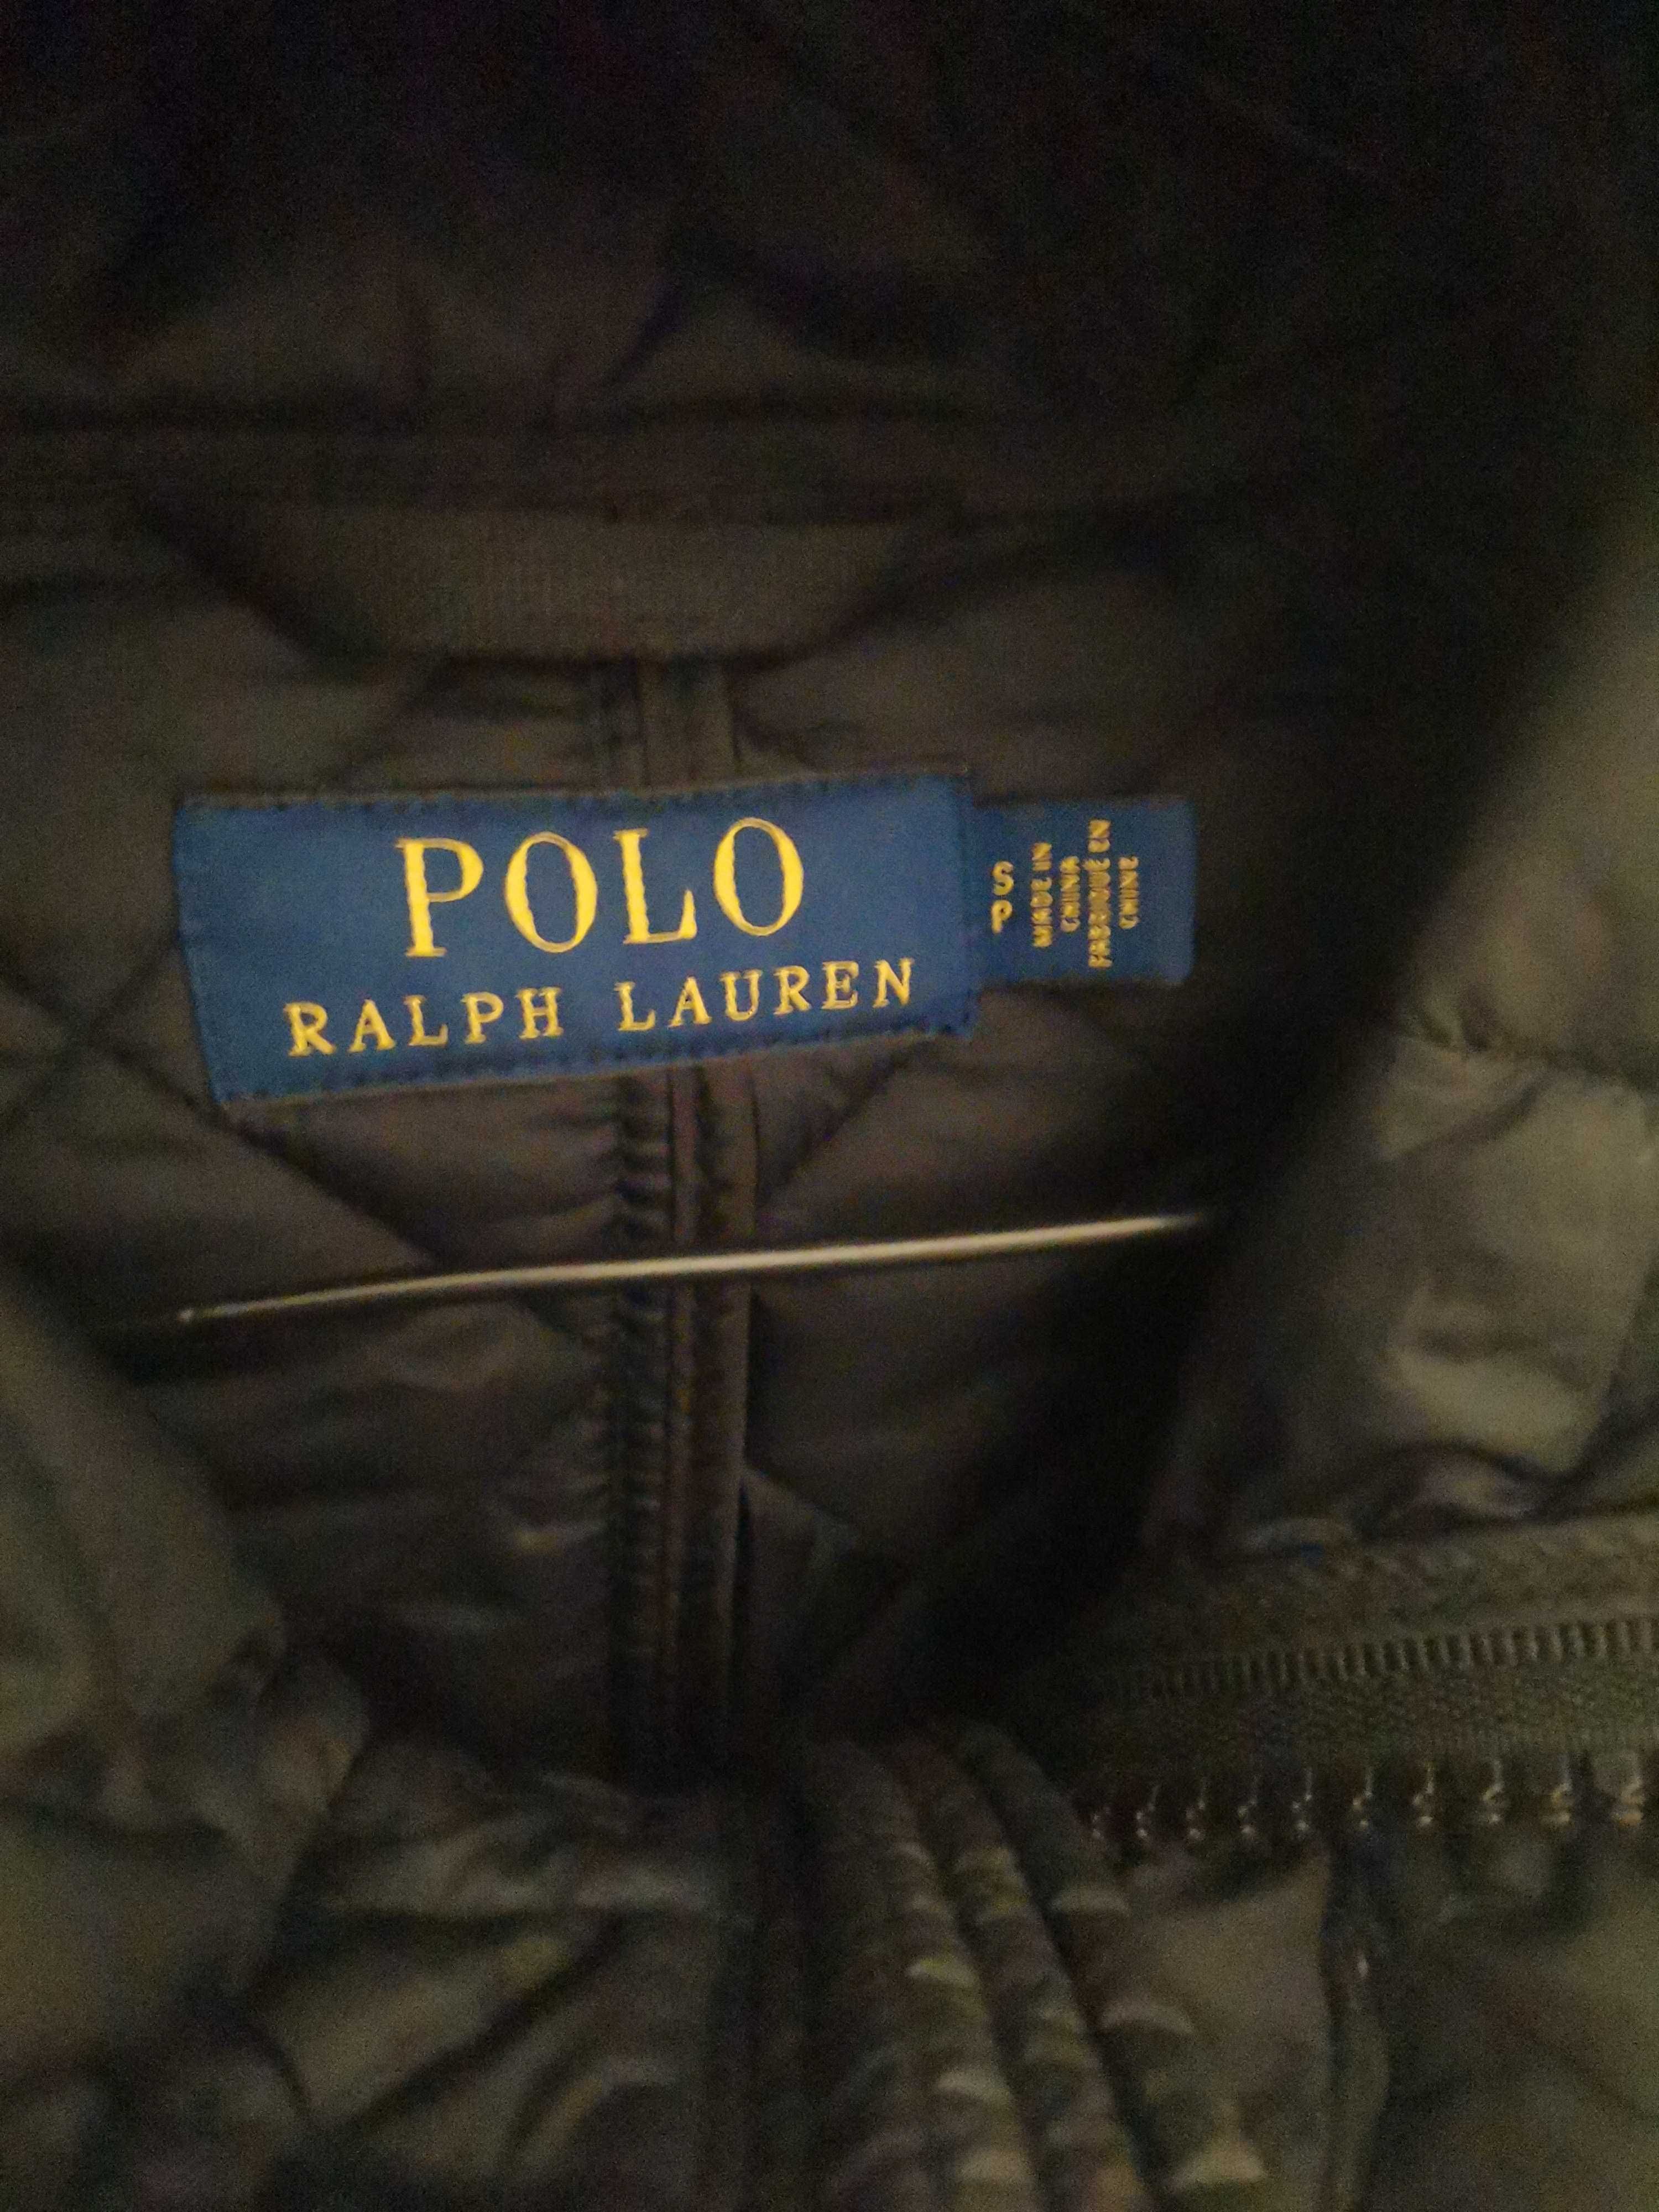 POLO
RALPH LAUREN
S
P
MADE IN
CHINA
FABRIQUÉ EN
CHINE